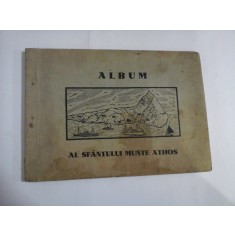 ALBUM
AL SFÂNTULUI MUNTE ATHOS